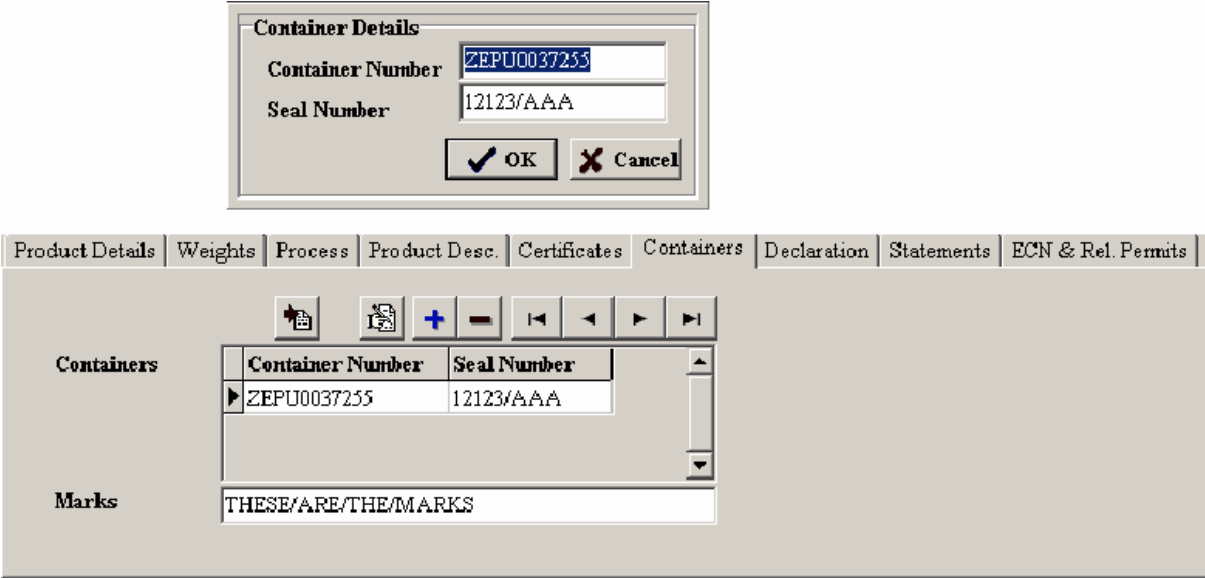 Container Details
Container Number ZEPU0037255
Seal Number 12123/AAA
OK Cancel
Product Details Weights Process Product Desc. Certificates Containers Declaration Statements ECN & Rel. Permits
Containers Container Number Seal Number
ZEPU0037255 12123/AAA
Marks THESE/ARE/THE/MARKS